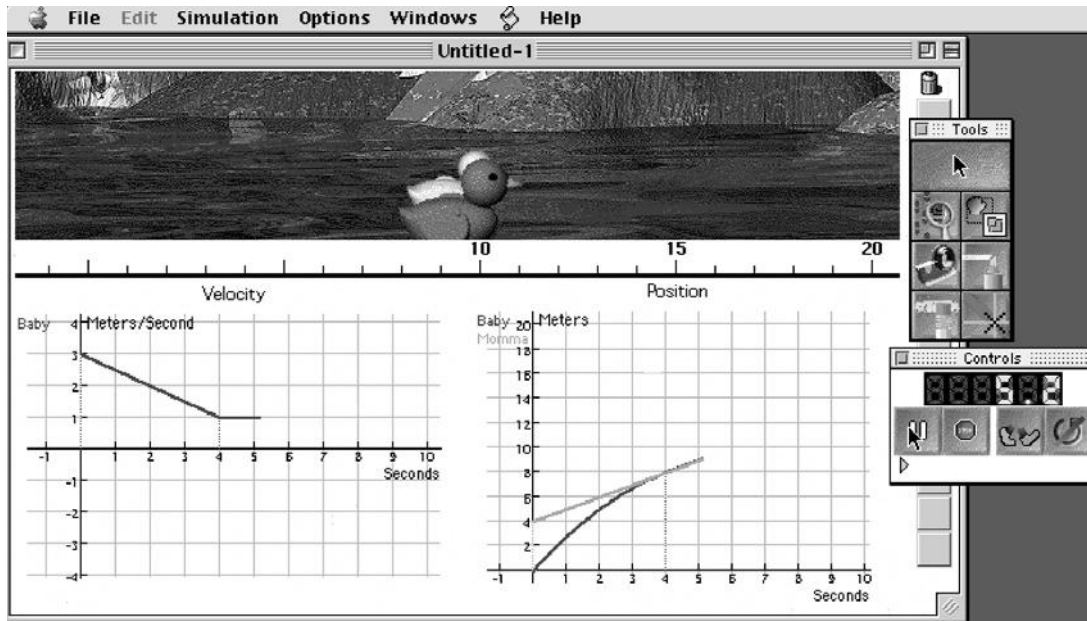 File Edit Simulation Options Windows Help
Untitled-1
Tools
10 15 20
Velocity
Position
Baby
4 Meters/Second
3
2
1
-1 1 2 3 4 5 6 7 8 9 10
Seconds
-1
-2
-3
-4
Baby
Momma
20 Meters
18
16
14
12
10
8
6
4
2
-1 1 2 3 4 5 6 7 8 9 10
Seconds
Controls